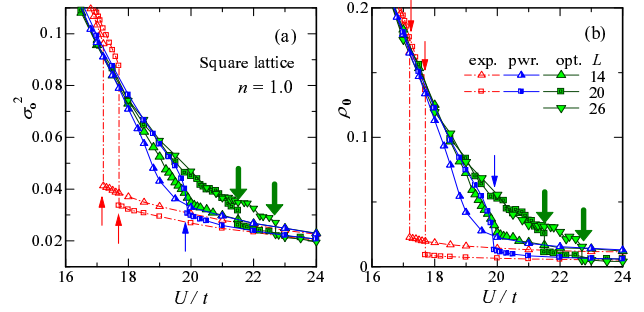 (a)
Square lattice
n = 1.0
σo2
0.1
0.08
0.06
0.04
0.02
16 18 20 22 24
U / t
(b)
exp. pwr. opt. L
14
20
26
ρ0
0.2
0.1
0
16 18 20 22 24
U / t